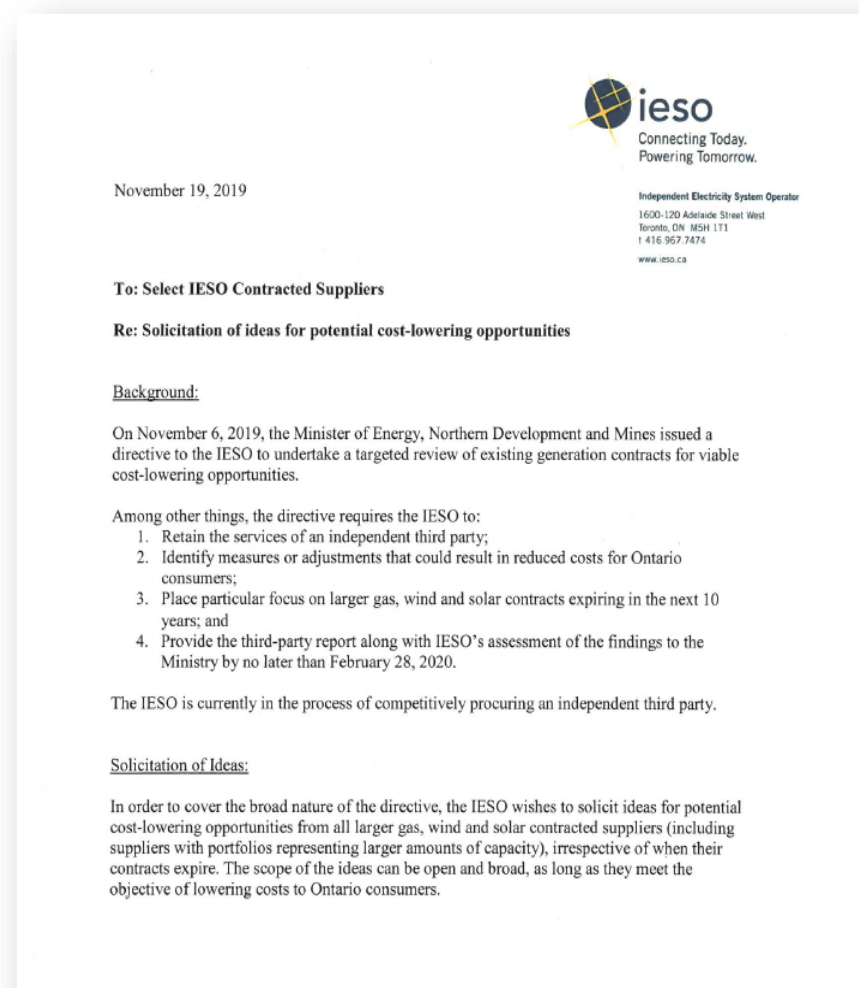 ieso
Connecting Today.
Powering Tomorrow.
November 19, 2019
Independent Electricity System Operator
1600-120 Adelaide Street West
Toronto, ON M5H 1T1
t 416.967.7474
www.ieso.ca
To: Select IESO Contracted Suppliers
Re: Solicitation of ideas for potential cost-lowering opportunities
Background:
On November 6, 2019, the Minister of Energy, Northern Development and Mines issued a
directive to the IESO to undertake a targeted review of existing generation contracts for viable
cost-lowering opportunities.
Among other things, the directive requires the IESO to:
1. Retain the services of an independent third party;
2. Identify measures or adjustments that could result in reduced costs for Ontario
consumers;
3. Place particular focus on larger gas, wind and solar contracts expiring in the next 10
years; and
4. Provide the third-party report along with IESO's assessment of the findings to the
Ministry by no later than February 28, 2020.
The IESO is currently in the process of competitively procuring an independent third party.
Solicitation of Ideas:
In order to cover the broad nature of the directive, the IESO wishes to solicit ideas for potential
cost-lowering opportunities from all larger gas, wind and solar contracted suppliers (including
suppliers with portfolios representing larger amounts of capacity), irrespective of when their
contracts expire. The scope of the ideas can be open and broad, as long as they meet the
objective of lowering costs to Ontario consumers.